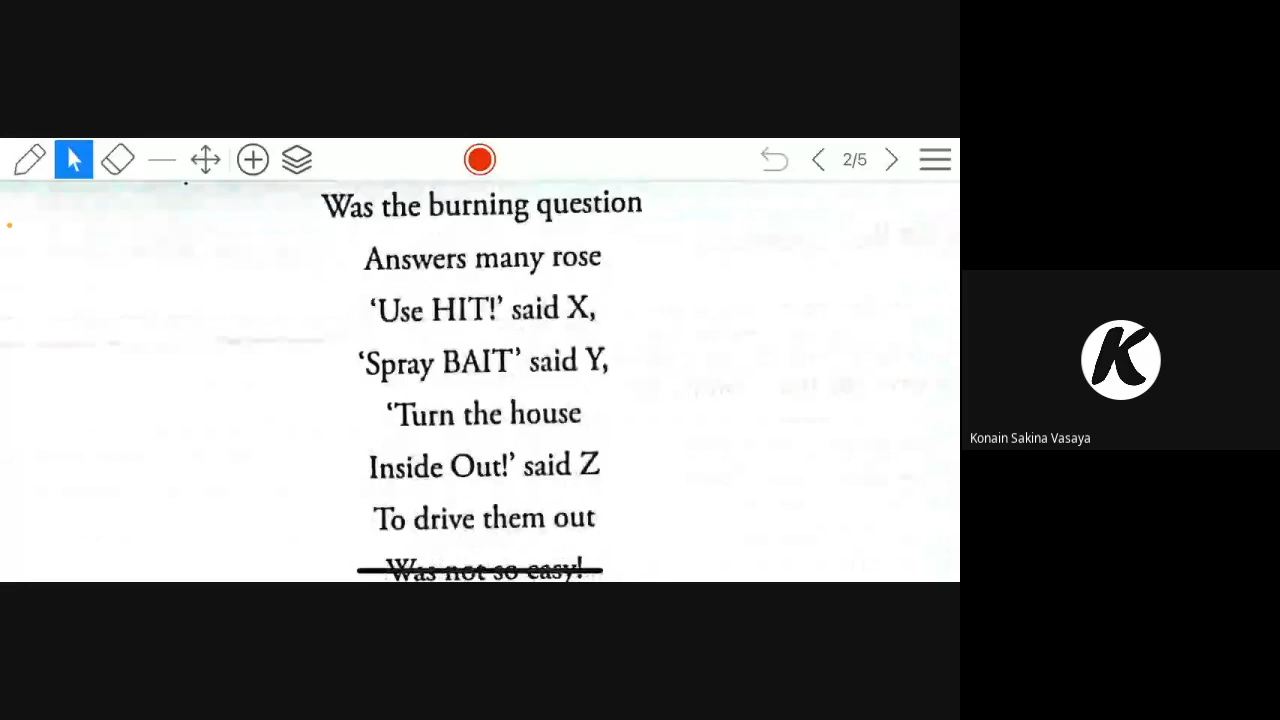 2/5
Was the burning question
Answers many rose
‘Use HIT!’ said X,
‘Spray BAIT’ said Y,
‘Turn the house
Inside Out!’ said Z
To drive them out
Was not so easy!
K
Konain Sakina Vasaya